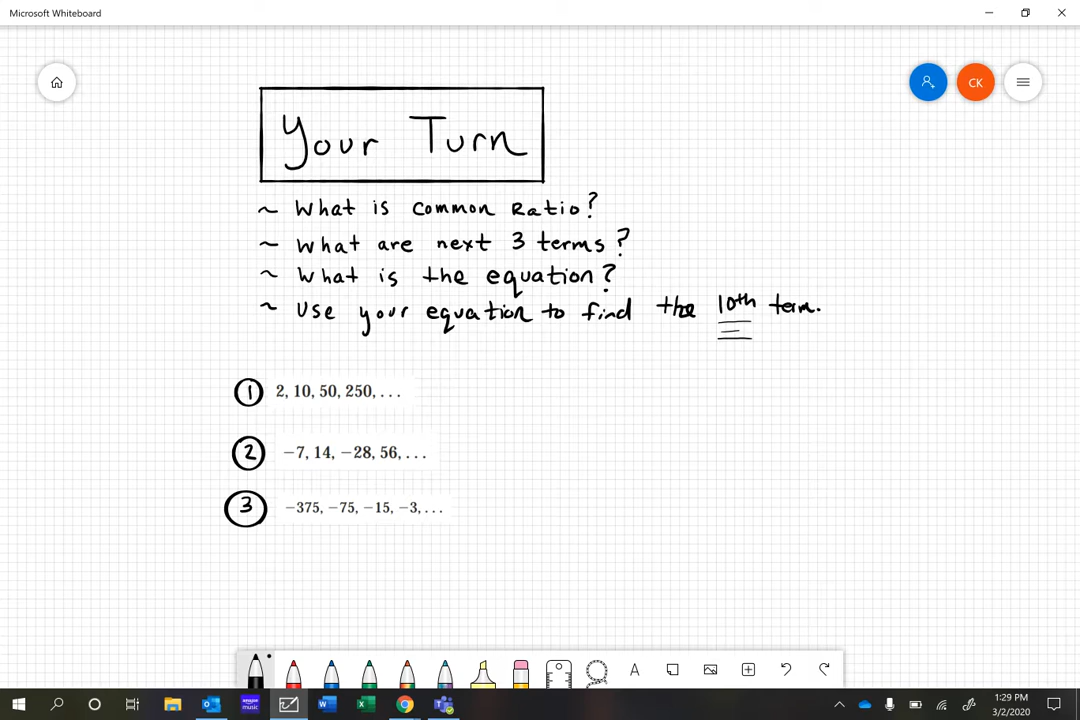 Microsoft Whiteboard
CK
Your Turn
~ What is common Ratio?
~ What are next 3 terms?
~ What is the equation?
~ Use your equation to find the 10th term.
1 2, 10, 50, 250, . . .
2 −7, 14, −28, 56, . . .
3 −375, −75, −15, −3, . . .
A
amazon music
1:29 PM
3/2/2020